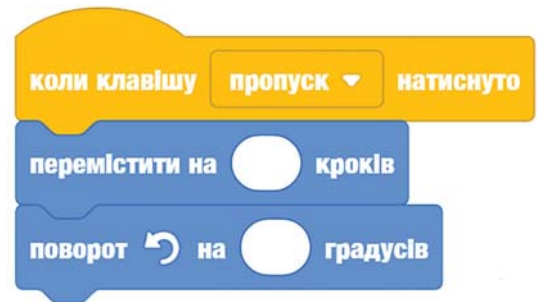 коли клавішу пропуск натиснуто
перемістити на кроків
поворот на градусів